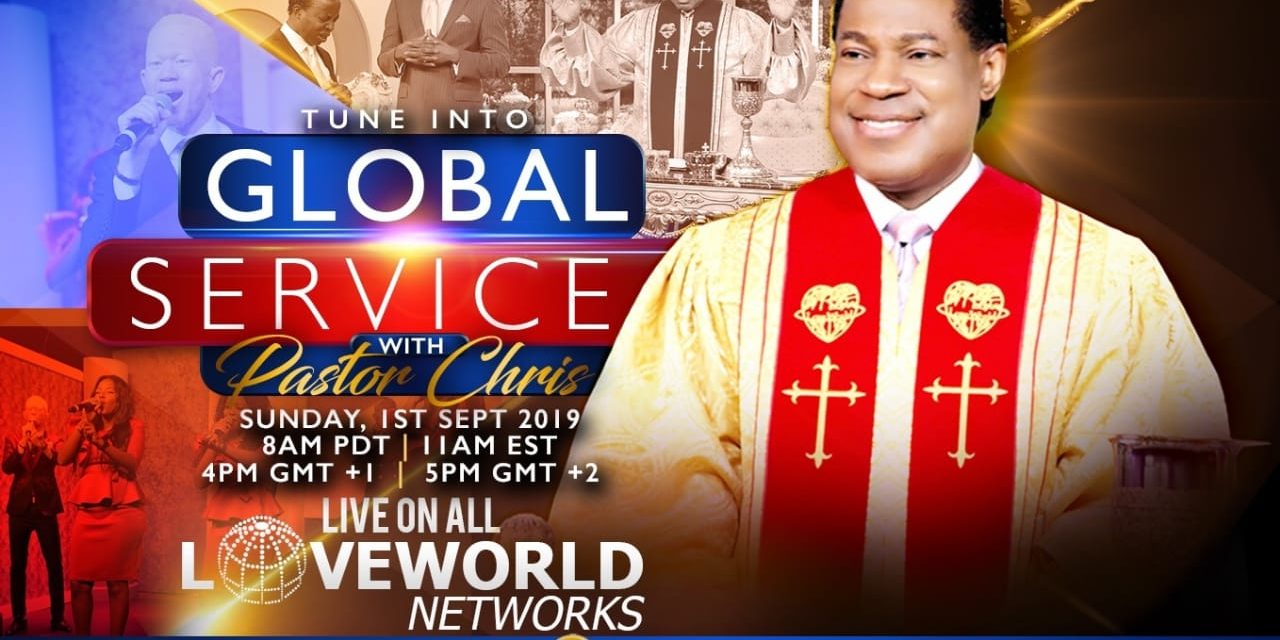 TUNE INTO
GLOBAL
SERVICE
WITH
Pastor Chris
SUNDAY, 1ST SEPT 2019
8AM PDT | 11AM EST
4PM GMT +1 | 5PM GMT +2
LIVE ON ALL
LOVEWORLD
NETWORKS